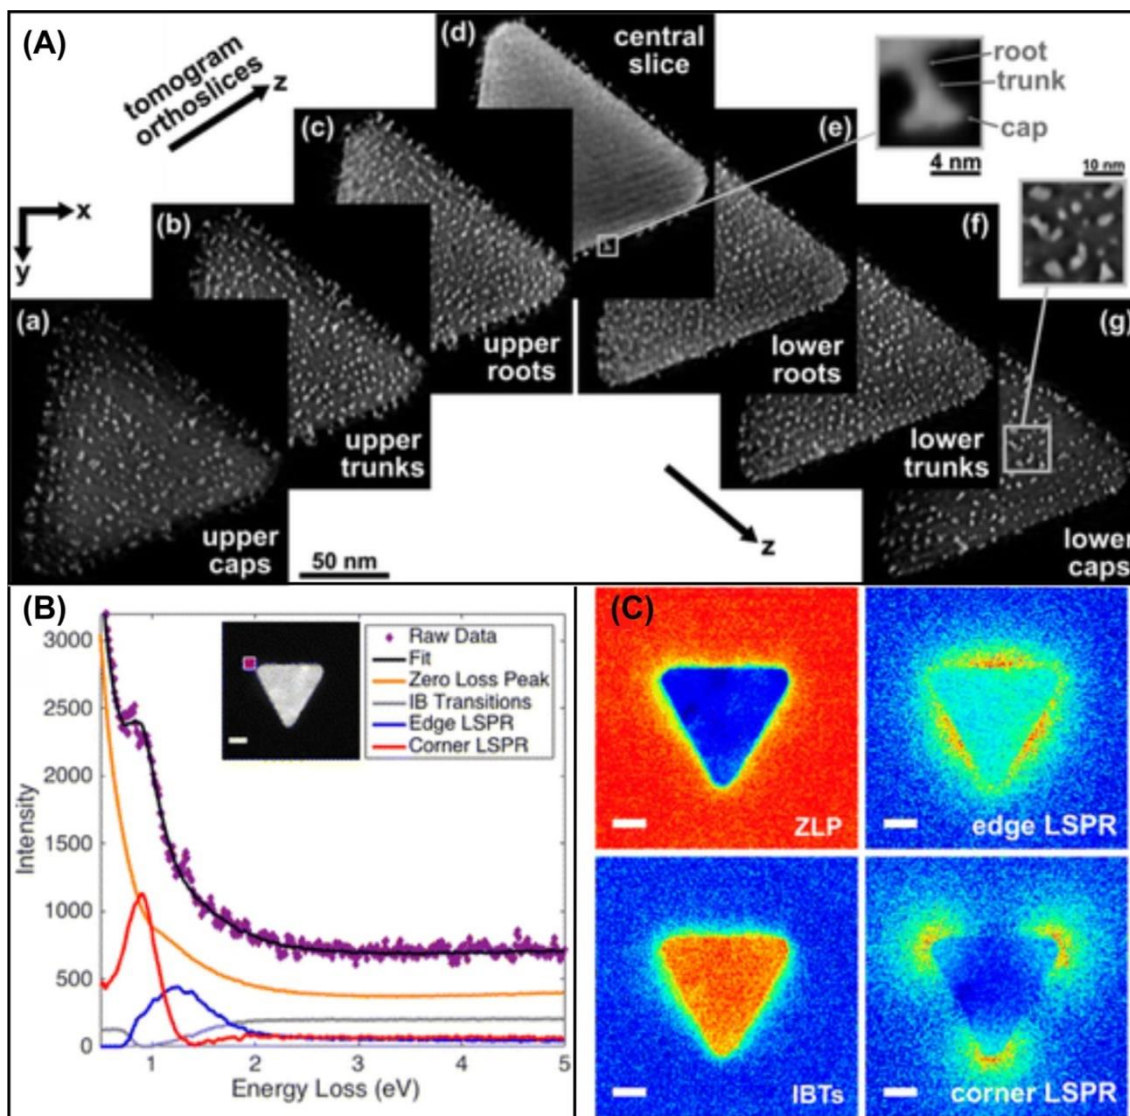 (A)
tomogram
orthoslices
z
x
y
(a)
upper
caps
(b)
upper
trunks
(c)
upper
roots
(d)
central
slice
(e)
lower
roots
(f)
lower
trunks
(g)
lower
caps
root
trunk
cap
4 nm
10 nm
z
50 nm
(B)
3000
2500
2000
1500
1000
500
0
Intensity
1
2
3
4
5
Energy Loss (eV)
Raw Data
Fit
Zero Loss Peak
IB Transitions
Edge LSPR
Corner LSPR
(C)
ZLP
edge LSPR
IBTs
corner LSPR